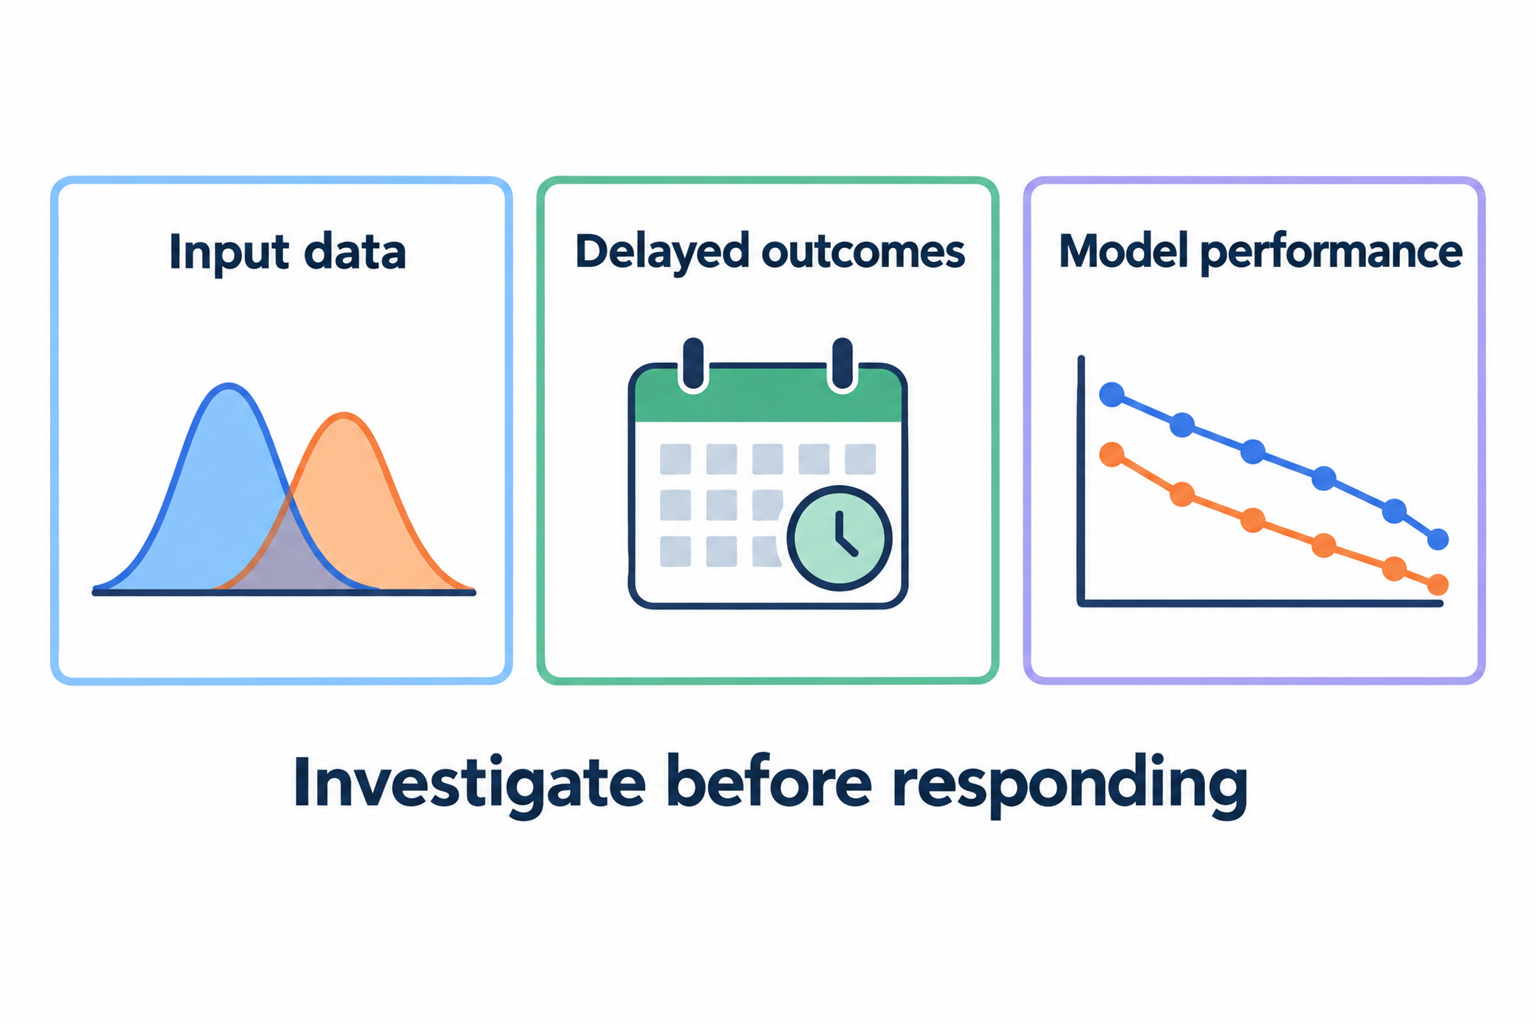 Input data
Delayed outcomes
Model performance
Investigate before responding